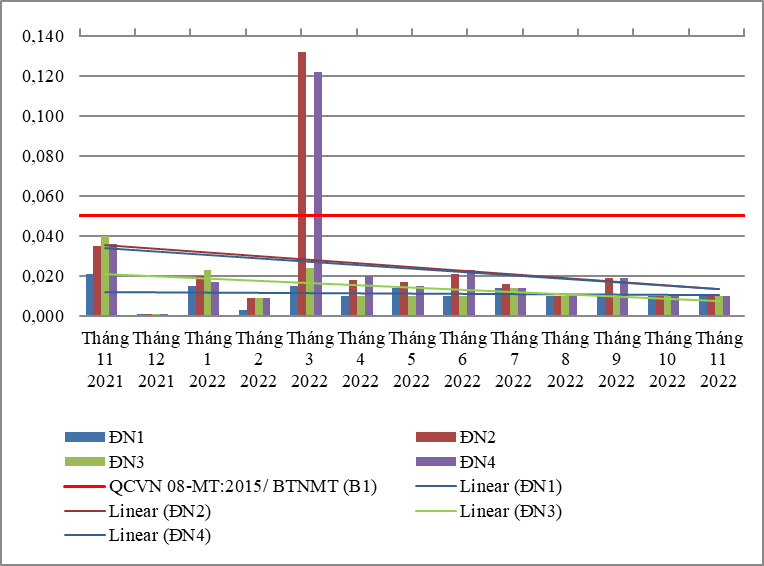 0,140
0,120
0,100
0,080
0,060
0,040
0,020
0,000
Tháng Tháng Tháng Tháng Tháng Tháng Tháng Tháng Tháng Tháng Tháng Tháng Tháng
11 12 1 2 3 4 5 6 7 8 9 10 11
2021 2021 2022 2022 2022 2022 2022 2022 2022 2022 2022 2022 2022
ĐN1 ĐN2
ĐN3 ĐN4
QCVN 08-MT:2015/ BTNMT (B1) Linear (ĐN1)
Linear (ĐN2) Linear (ĐN3)
Linear (ĐN4)